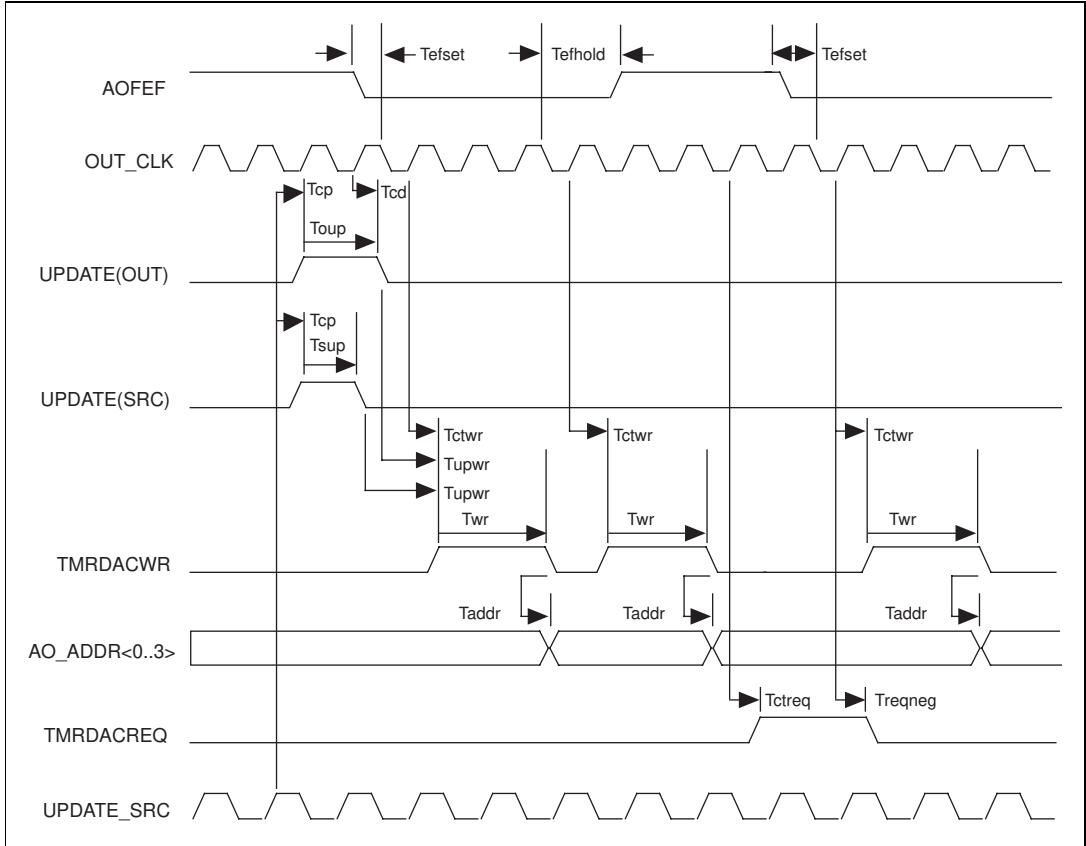 Tefset
Tefhold
Tefset
AOFEF
OUT_CLK
Tcp
Tcd
Toup
UPDATE(OUT)
Tcp
Tsup
UPDATE(SRC)
Tctwr
Tctwr
Tctwr
Tupwr
Tupwr
Twr
Twr
Twr
TMRDACWR
Taddr
Taddr
Taddr
AO_ADDR<0..3>
Tctreq
Treqneg
TMRDACREQ
UPDATE_SRC